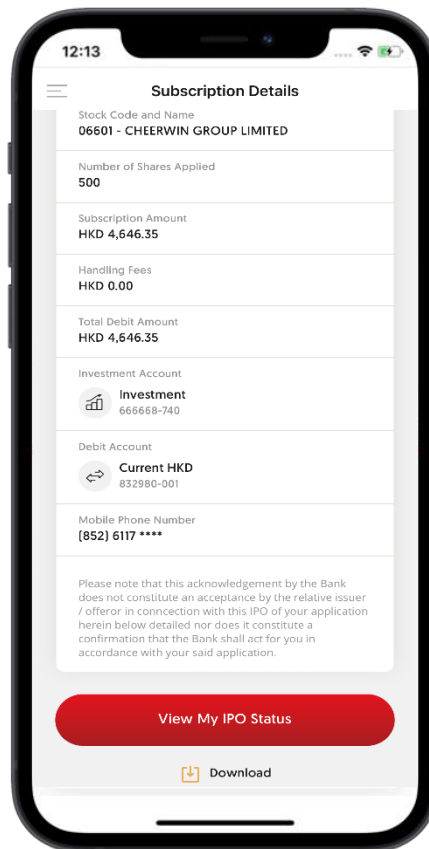 12:13
Subscription Details
Stock Code and Name
06601 - CHEERWIN GROUP LIMITED
Number of Shares Applied
500
Subscription Amount
HKD 4,646.35
Handling Fees
HKD 0.00
Total Debit Amount
HKD 4,646.35
Investment Account
Investment
666668-740
Debit Account
Current HKD
832980-001
Mobile Phone Number
(852) 6117 ****
Please note that this acknowledgement by the Bank
does not constitute an acceptance by the relative issuer
/ offeror in conncection with this IPO of your application
herein below detailed nor does it constitute a
confirmation that the Bank shall act for you in
accordance with your said application.
View My IPO Status
Download